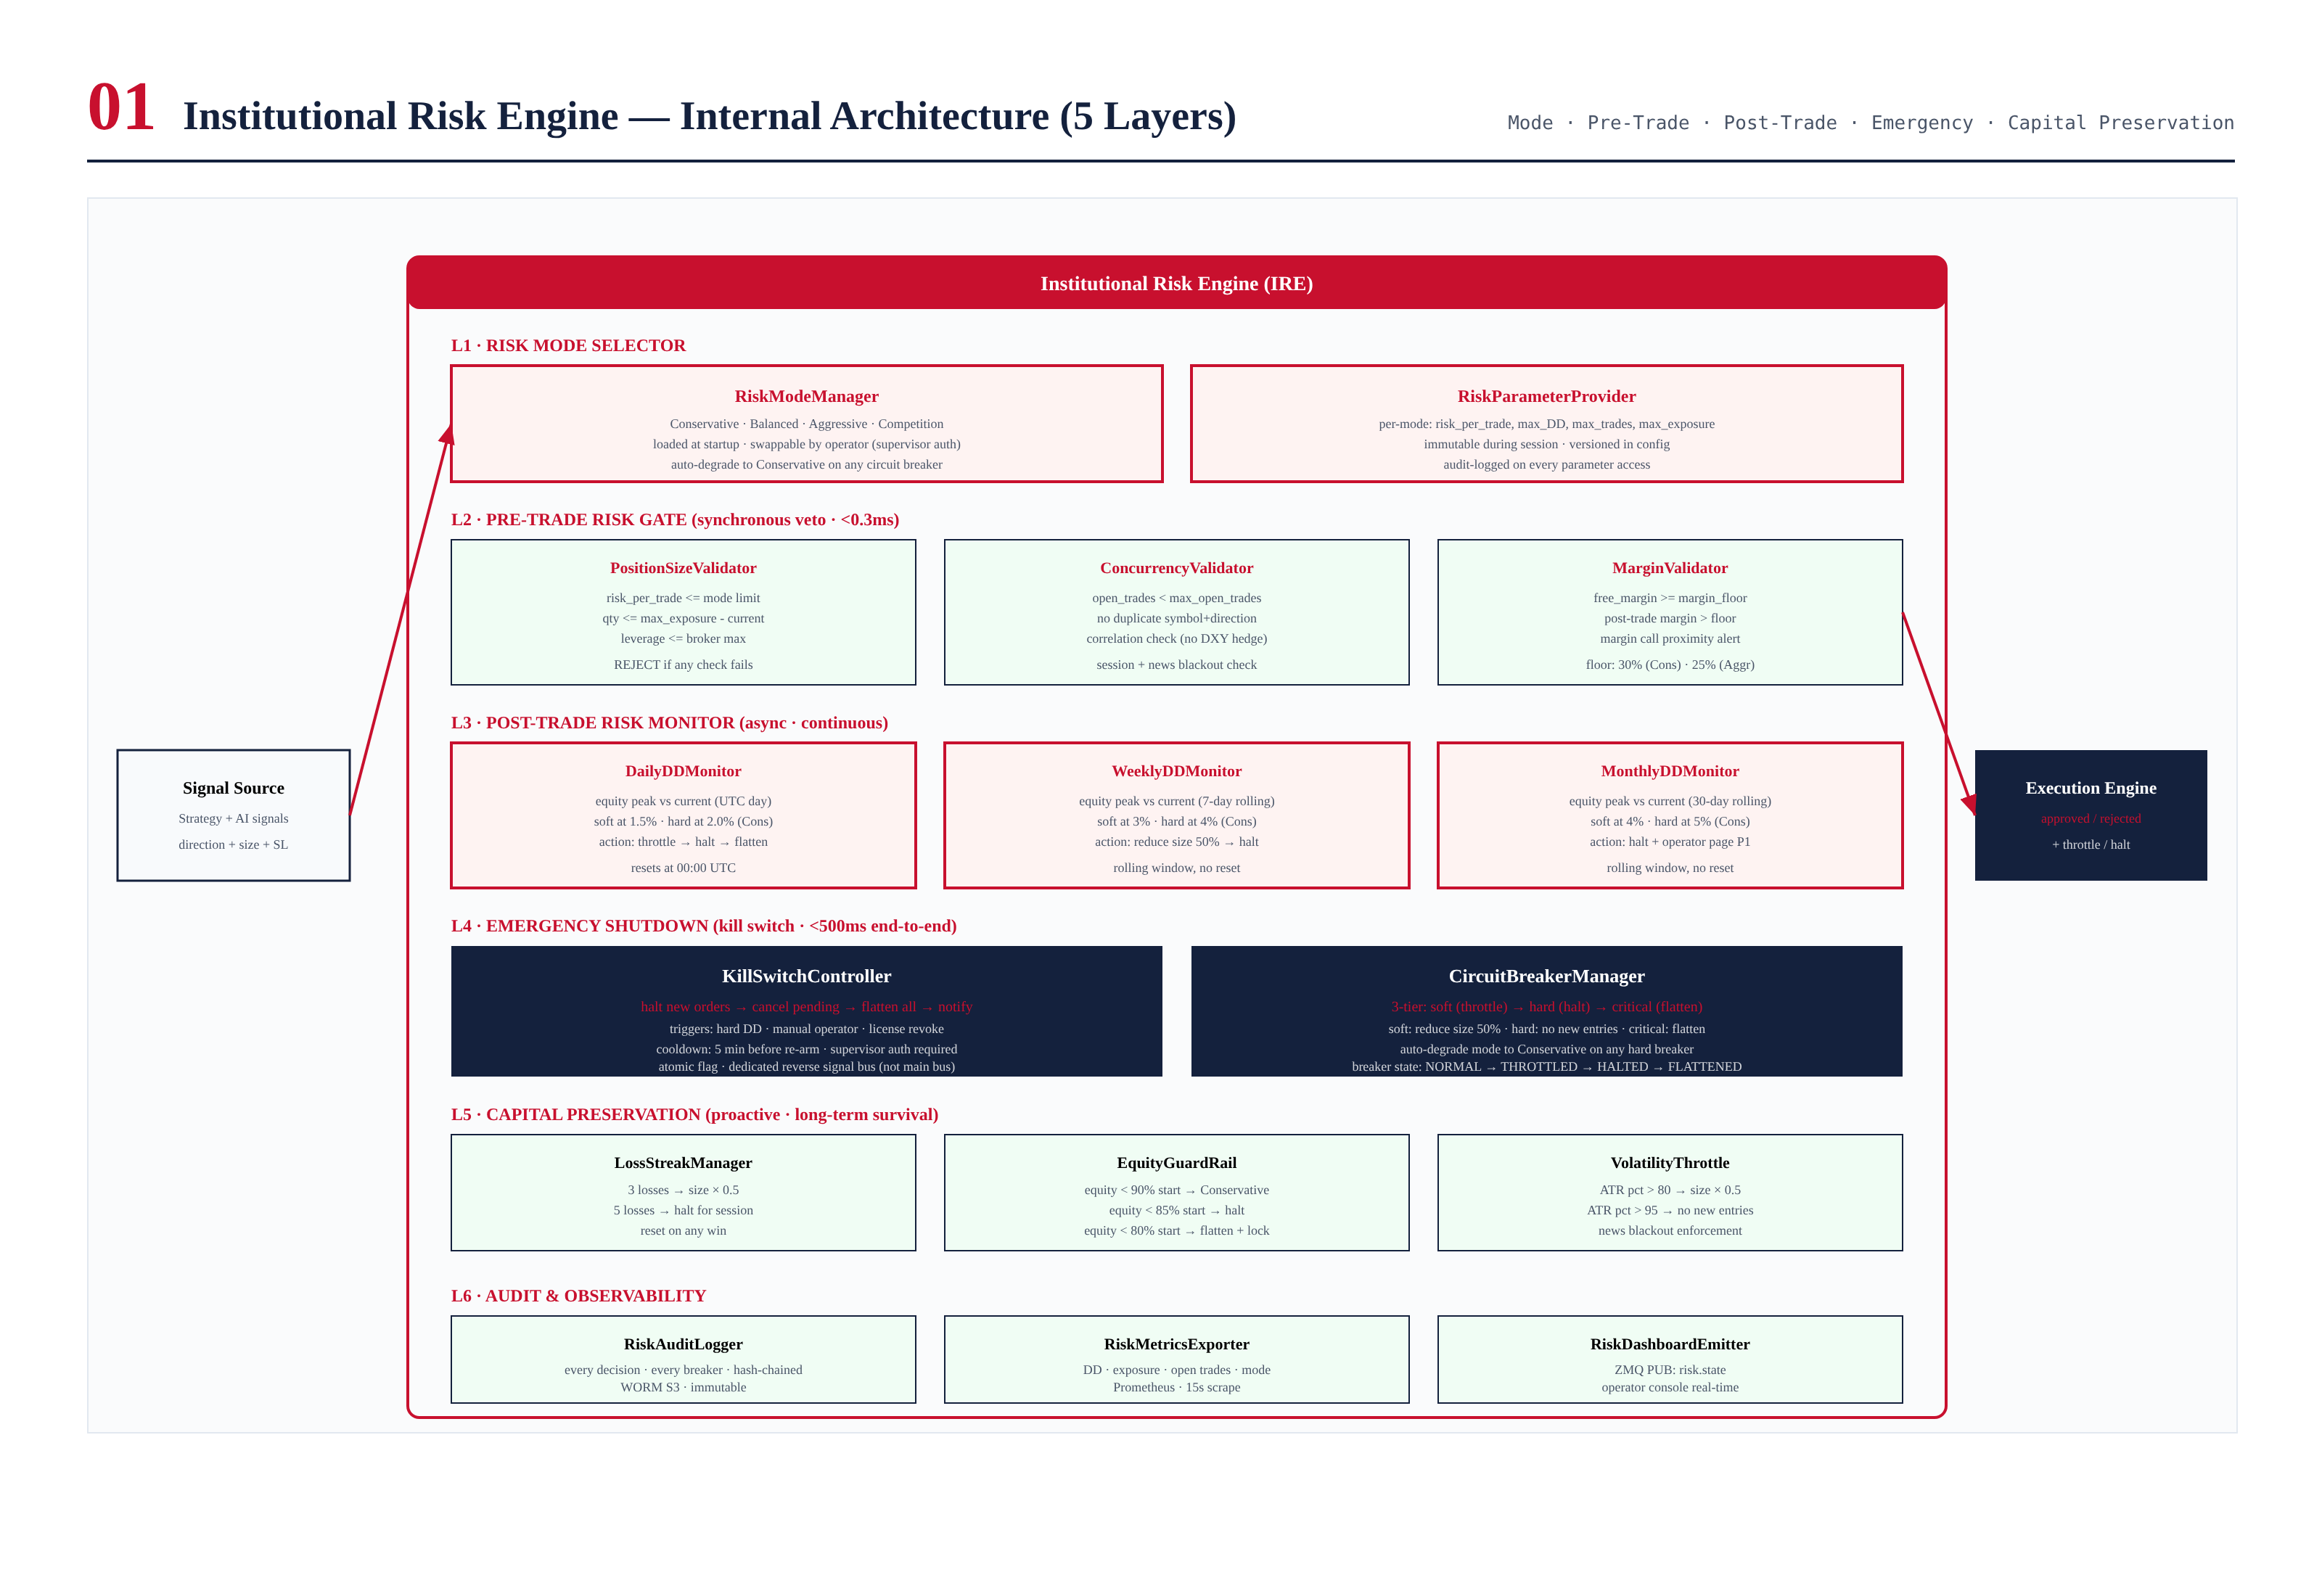 01 Institutional Risk Engine — Internal Architecture (5 Layers)
Mode · Pre-Trade · Post-Trade · Emergency · Capital Preservation
Institutional Risk Engine (IRE)
L1 · RISK MODE SELECTOR
RiskModeManager
Conservative · Balanced · Aggressive · Competition
loaded at startup · swappable by operator (supervisor auth)
auto-degrade to Conservative on any circuit breaker
RiskParameterProvider
per-mode: risk_per_trade, max_DD, max_trades, max_exposure
immutable during session · versioned in config
audit-logged on every parameter access
L2 · PRE-TRADE RISK GATE (synchronous veto · <0.3ms)
PositionSizeValidator
risk_per_trade <= mode limit
qty <= max_exposure - current
leverage <= broker max
REJECT if any check fails
ConcurrencyValidator
open_trades < max_open_trades
no duplicate symbol+direction
correlation check (no DXY hedge)
session + news blackout check
MarginValidator
free_margin >= margin_floor
post-trade margin > floor
margin call proximity alert
floor: 30% (Cons) · 25% (Aggr)
L3 · POST-TRADE RISK MONITOR (async · continuous)
DailyDDMonitor
equity peak vs current (UTC day)
soft at 1.5% · hard at 2.0% (Cons)
action: throttle → halt → flatten
resets at 00:00 UTC
WeeklyDDMonitor
equity peak vs current (7-day rolling)
soft at 3% · hard at 4% (Cons)
action: reduce size 50% → halt
rolling window, no reset
MonthlyDDMonitor
equity peak vs current (30-day rolling)
soft at 4% · hard at 5% (Cons)
action: halt + operator page P1
rolling window, no reset
Signal Source
Strategy + AI signals
direction + size + SL
Execution Engine
approved / rejected
+ throttle / halt
L4 · EMERGENCY SHUTDOWN (kill switch · <500ms end-to-end)
KillSwitchController
halt new orders → cancel pending → flatten all → notify
triggers: hard DD · manual operator · license revoke
cooldown: 5 min before re-arm · supervisor auth required
atomic flag · dedicated reverse signal bus (not main bus)
CircuitBreakerManager
3-tier: soft (throttle) → hard (halt) → critical (flatten)
soft: reduce size 50% · hard: no new entries · critical: flatten
auto-degrade mode to Conservative on any hard breaker
breaker state: NORMAL → THROTTLED → HALTED → FLATTENED
L5 · CAPITAL PRESERVATION (proactive · long-term survival)
LossStreakManager
3 losses → size × 0.5
5 losses → halt for session
reset on any win
EquityGuardRail
equity < 90% start → Conservative
equity < 85% start → halt
equity < 80% start → flatten + lock
VolatilityThrottle
ATR pct > 80 → size × 0.5
ATR pct > 95 → no new entries
news blackout enforcement
L6 · AUDIT & OBSERVABILITY
RiskAuditLogger
every decision · every breaker · hash-chained
WORM S3 · immutable
RiskMetricsExporter
DD · exposure · open trades · mode
Prometheus · 15s scrape
RiskDashboardEmitter
ZMQ PUB: risk.state
operator console real-time